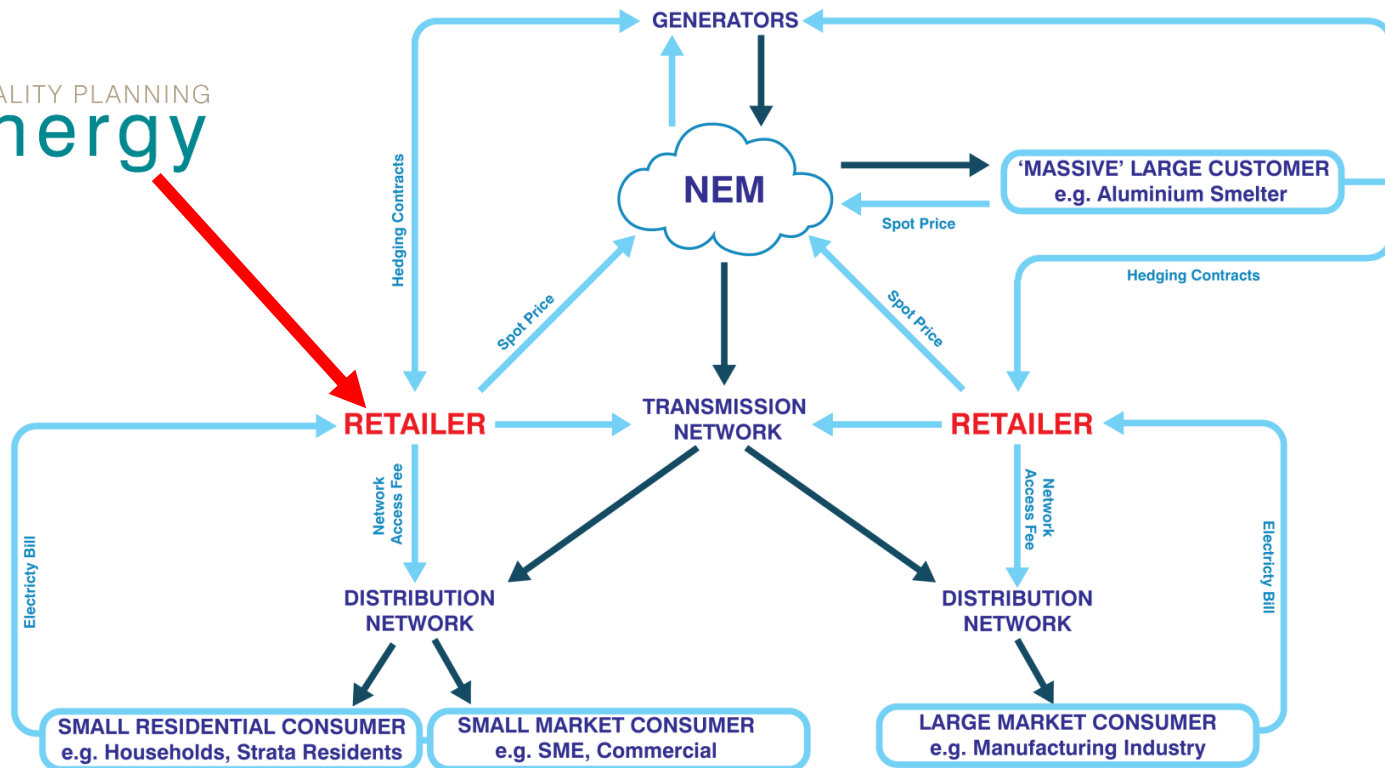 GENERATORS
ALITY PLANNING
nergy
Hedging Contracts
NEM
'MASSIVE' LARGE CUSTOMER
e.g. Aluminium Smelter
Spot Price
Hedging Contracts
Spot Price
Spot Price
RETAILER
TRANSMISSION
NETWORK
RETAILER
Network
Access Fee
Network
Access Fee
Electricty Bill
Electricty Bill
DISTRIBUTION
NETWORK
DISTRIBUTION
NETWORK
SMALL RESIDENTIAL CONSUMER
e.g. Households, Strata Residents
SMALL MARKET CONSUMER
e.g. SME, Commercial
LARGE MARKET CONSUMER
e.g. Manufacturing Industry